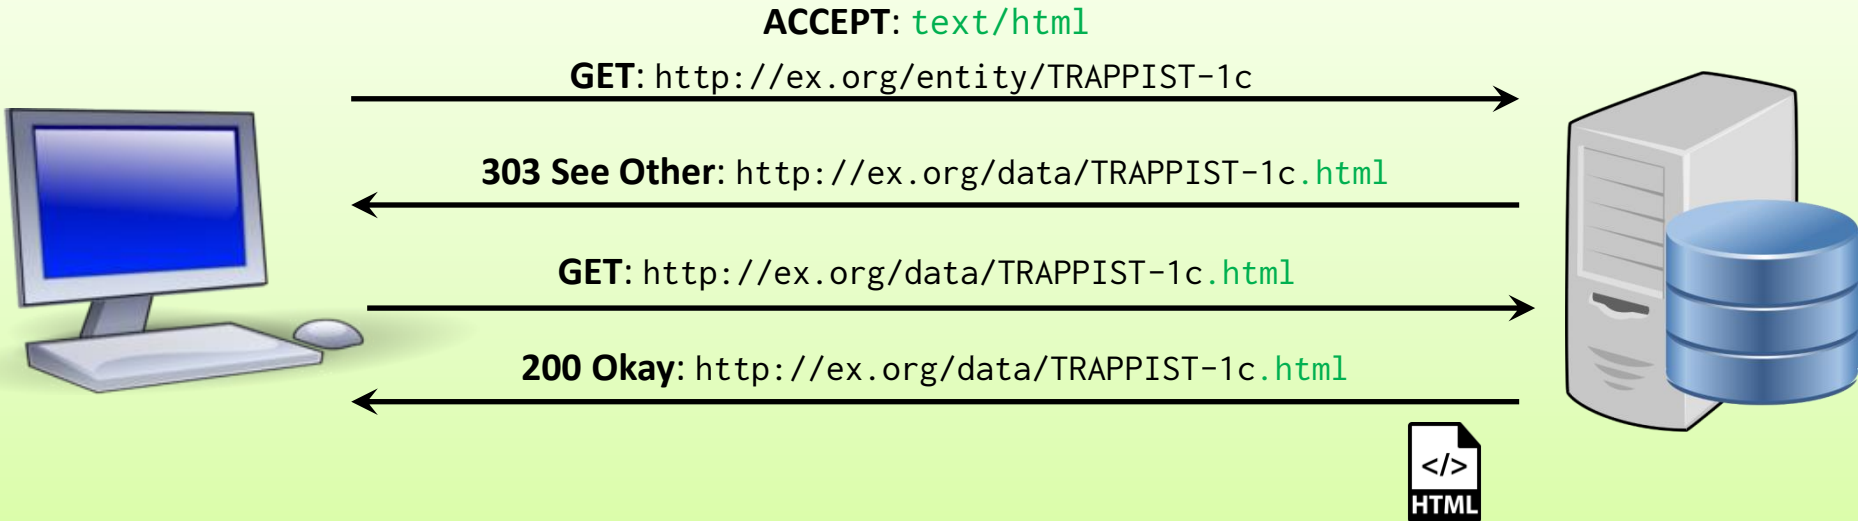 ACCEPT: text/html
GET: http://ex.org/entity/TRAPPIST-1c
303 See Other: http://ex.org/data/TRAPPIST-1c.html
GET: http://ex.org/data/TRAPPIST-1c.html
200 Okay: http://ex.org/data/TRAPPIST-1c.html
</>
HTML